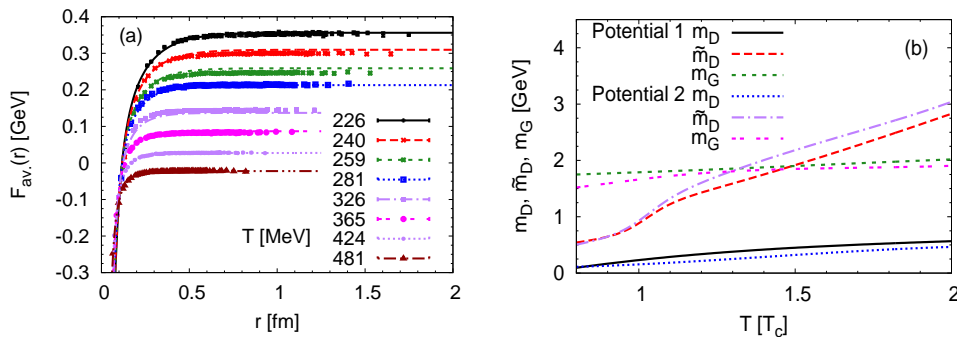 (a)
F_av.(r) [GeV]
0.4
0.3
0.2
0.1
0
-0.1
-0.2
-0.3
226
240
259
281
326
365
424
481
T [MeV]
0
0.5
1
1.5
2
r [fm]
(b)
m_D, m̃_D, m_G [GeV]
4
3
2
1
0
Potential 1 m_D
m̃_D
m_G
Potential 2 m_D
m̃_D
m_G
1
1.5
2
T [T_c]